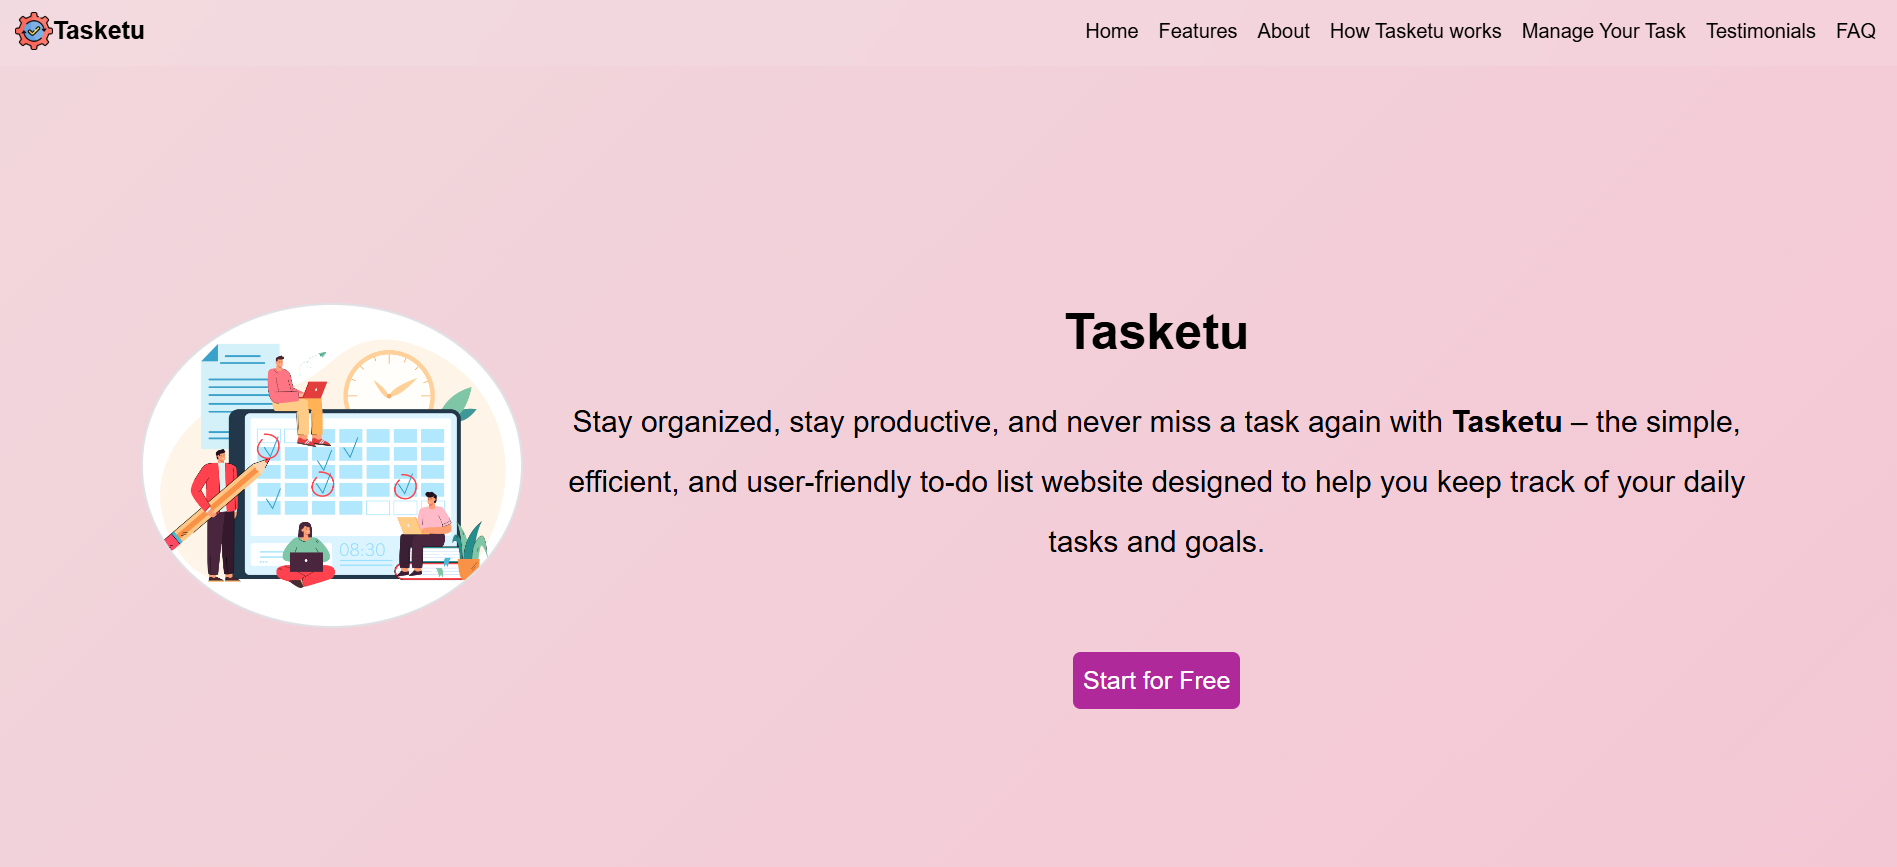 Tasketu
Home Features About How Tasketu works Manage Your Task Testimonials FAQ
Tasketu
Stay organized, stay productive, and never miss a task again with Tasketu – the simple,
efficient, and user-friendly to-do list website designed to help you keep track of your daily
tasks and goals.
08:30
Start for Free